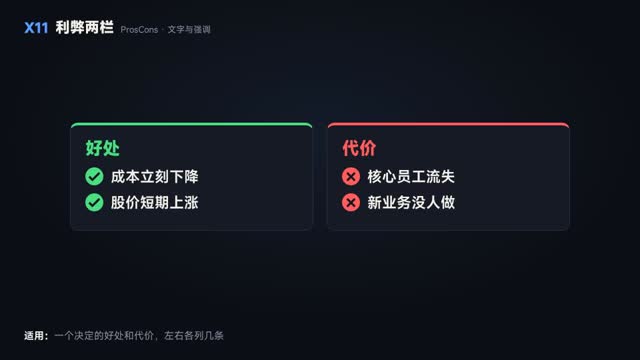 X11 利弊两栏 ProsCons · 文字与强调
好处
成本立刻下降
股价短期上涨
代价
核心员工流失
新业务没人做
适用：一个决定的好处和代价，左右各列几条